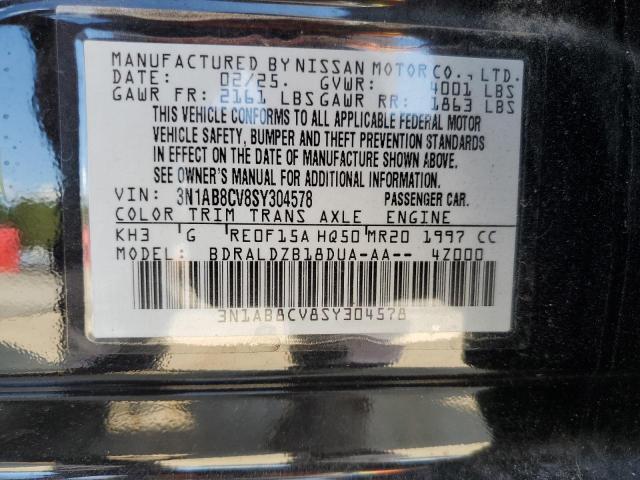 MANUFACTURED BY NISSAN MOTOR CO., LTD.
DATE: 02/25. GVWR: 4001 LBS
GAWR FR: 2161 LBS GAWR RR: 1863 LBS
THIS VEHICLE CONFORMS TO ALL APPLICABLE FEDERAL MOTOR
VEHICLE SAFETY, BUMPER AND THEFT PREVENTION STANDARDS
IN EFFECT ON THE DATE OF MANUFACTURE SHOWN ABOVE.
SEE OWNER'S MANUAL FOR ADDITIONAL INFORMATION.
VIN: 3N1AB8CV8SY304578 PASSENGER CAR.
COLOR TRIM TRANS AXLE ENGINE
KH3 G RE0F15A HQ50 MR20 1997 CC
MODEL: BDRALDZB18DUA-AA-- 4Z000
3N1AB8CV8SY304578